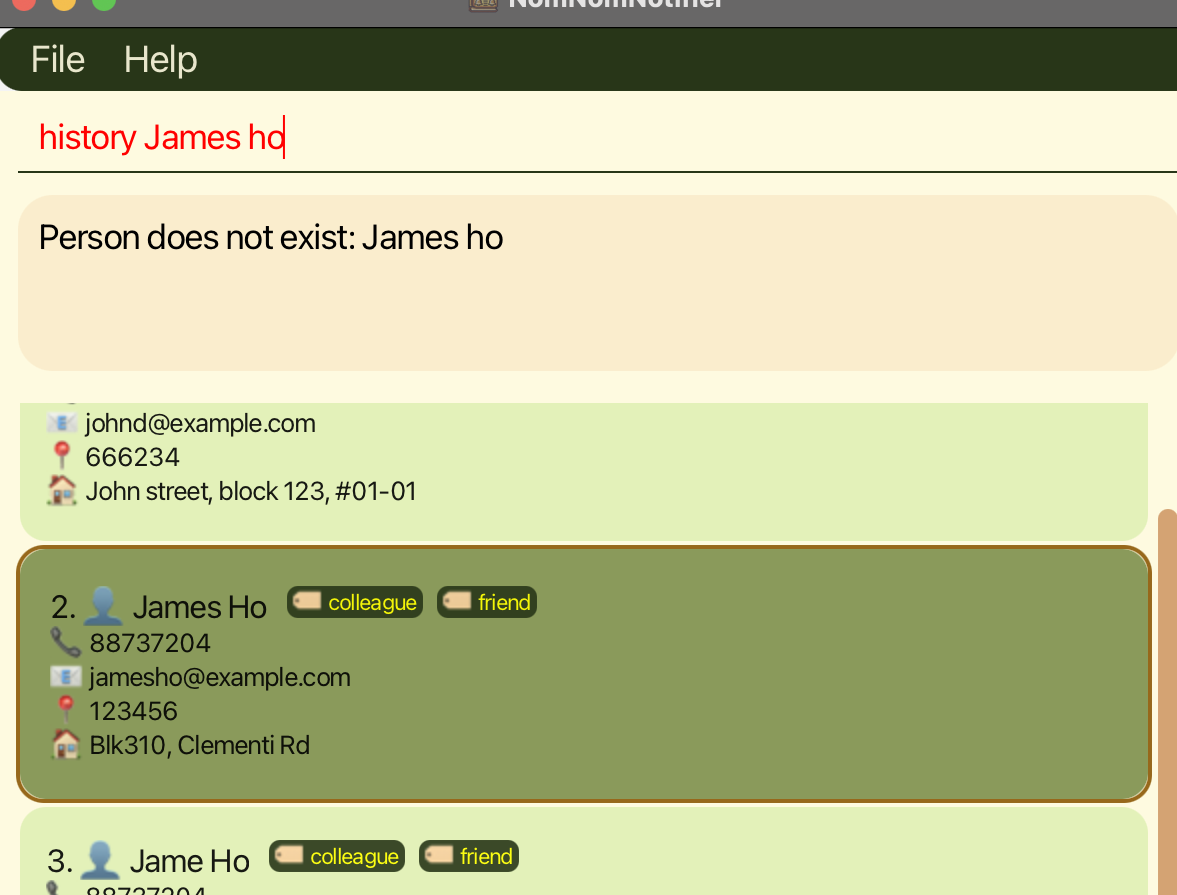 NomNomNotifier
File Help
history James ho
Person does not exist: James ho
johnd@example.com
666234
John street, block 123, #01-01
2. James Ho colleague friend
88737204
jamesho@example.com
123456
Blk310, Clementi Rd
3. Jame Ho colleague friend
88737204